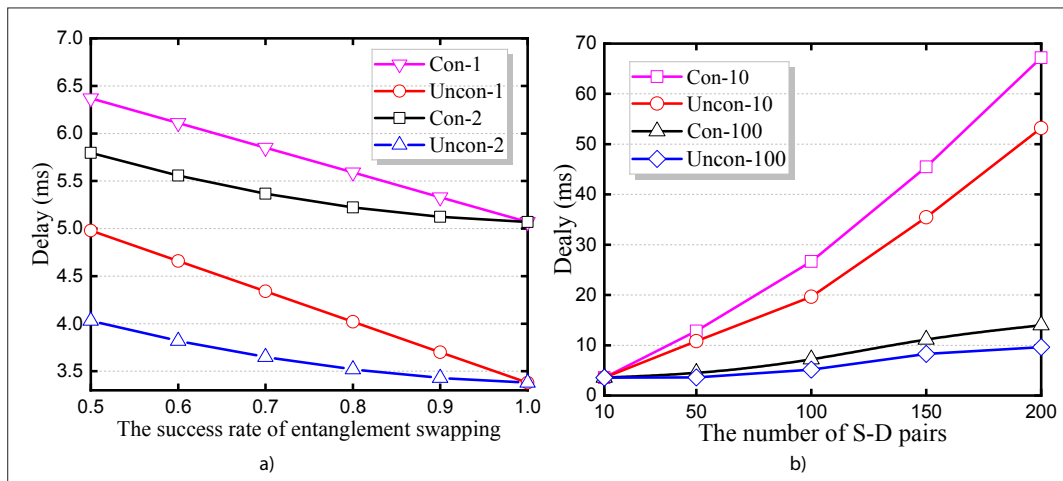 7.0
6.5
6.0
5.5
5.0
4.5
4.0
3.5
Delay (ms)
Con-1
Uncon-1
Con-2
Uncon-2
0.5 0.6 0.7 0.8 0.9 1.0
The success rate of entanglement swapping
a)
70
60
50
40
30
20
10
0
Dealy (ms)
Con-10
Uncon-10
Con-100
Uncon-100
10 50 100 150 200
The number of S-D pairs
b)